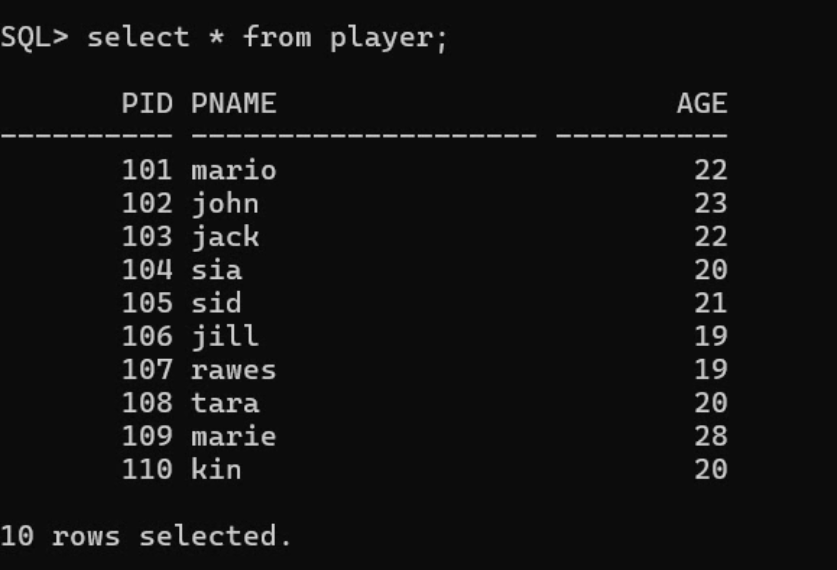 SQL> select * from player;
PID PNAME AGE
---------- -------------------- ----------
101 mario 22
102 john 23
103 jack 22
104 sia 20
105 sid 21
106 jill 19
107 rawes 19
108 tara 20
109 marie 28
110 kin 20
10 rows selected.